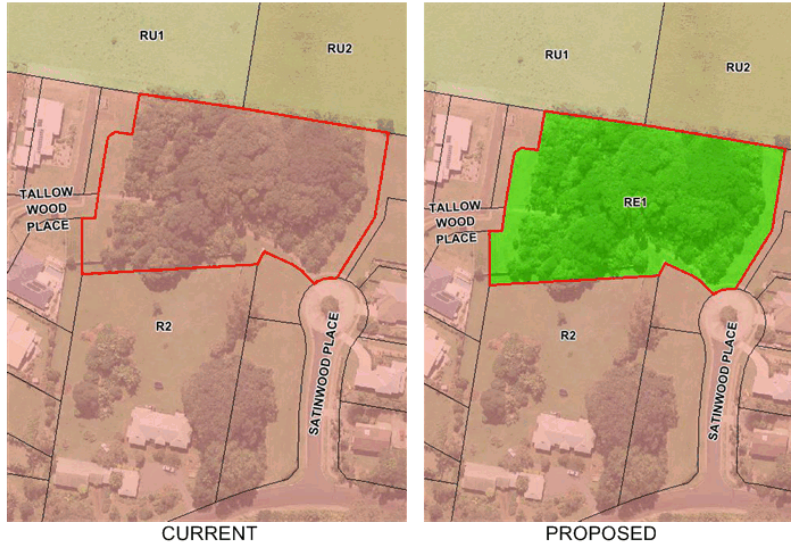 RU1
RU2
TALLOW
WOOD
PLACE
R2
SATINWOOD PLACE
CURRENT
RU1
RU2
RE1
TALLOW
WOOD
PLACE
R2
SATINWOOD PLACE
PROPOSED